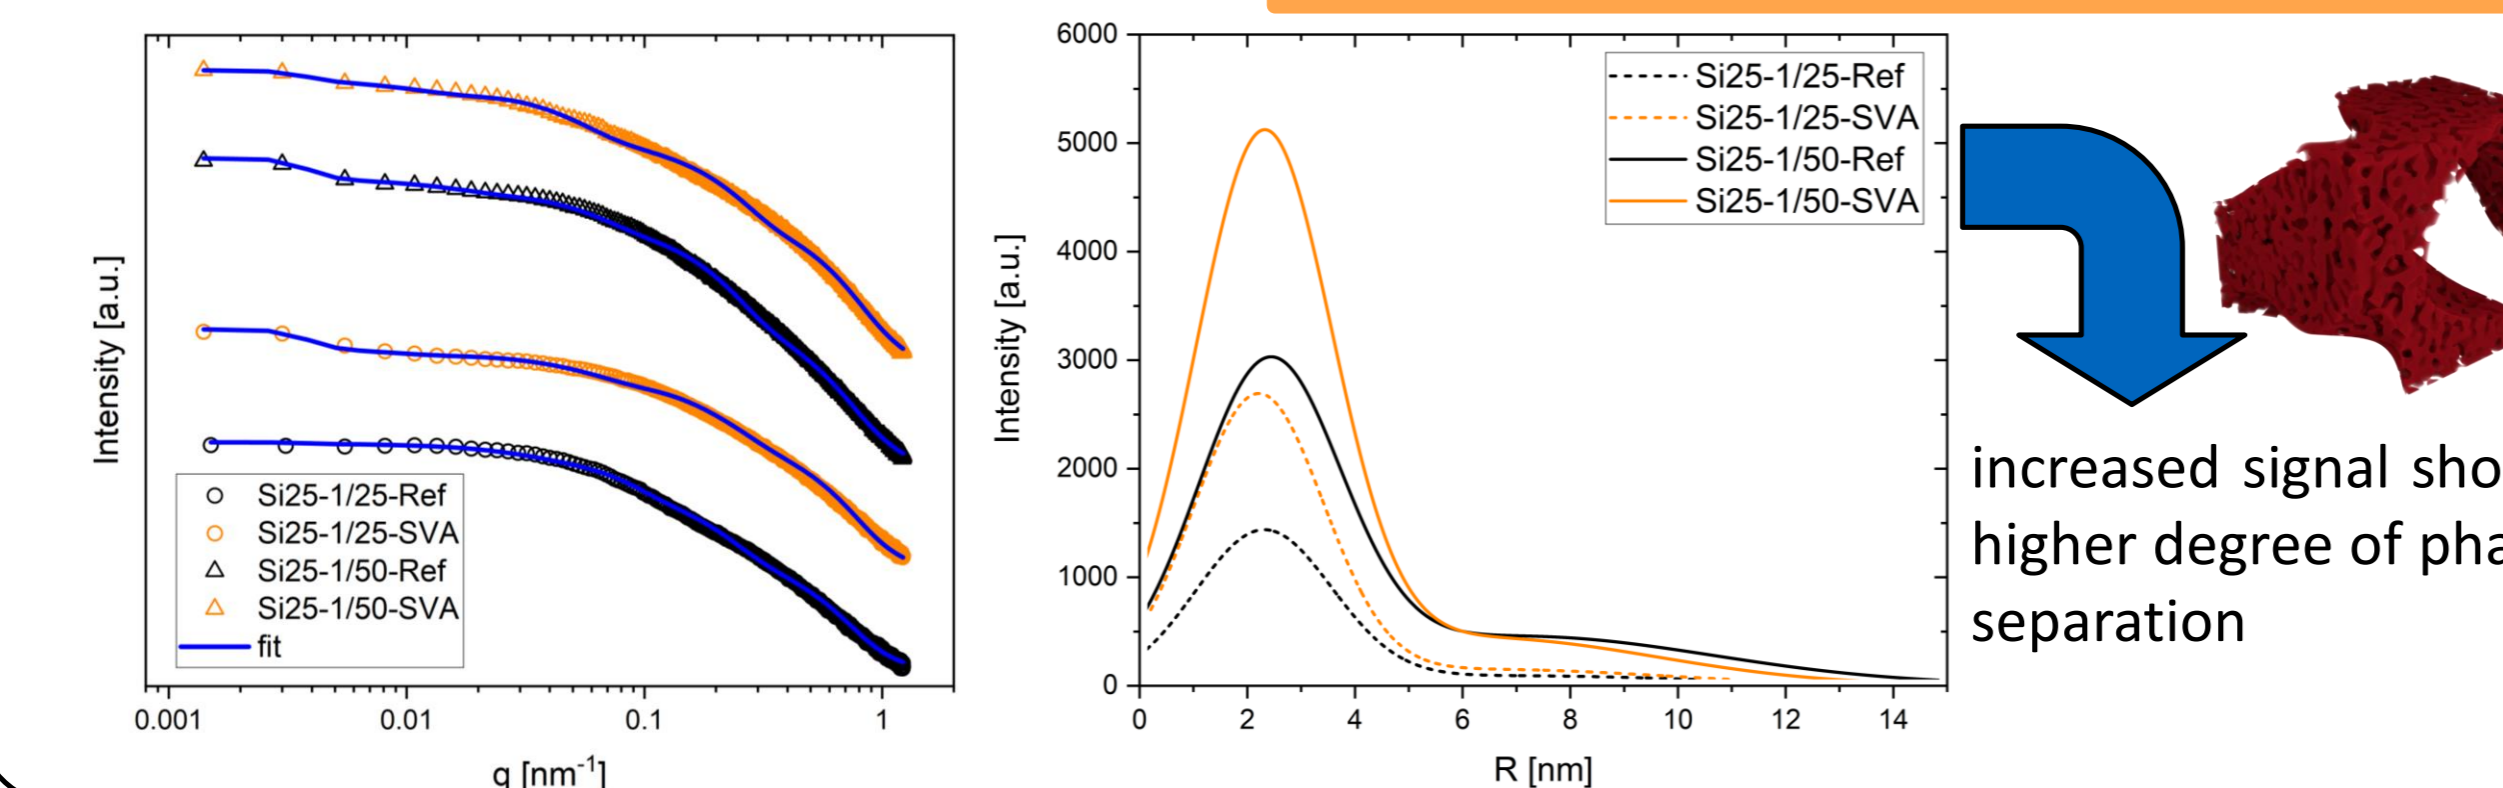 Intensity [a.u.]
Si25-1/25-Ref
Si25-1/25-SVA
Si25-1/50-Ref
Si25-1/50-SVA
fit
0.001 0.01 0.1 1
q [nm⁻¹]
Intensity [a.u.]
6000
5000
4000
3000
2000
1000
0
Si25-1/25-Ref
Si25-1/25-SVA
Si25-1/50-Ref
Si25-1/50-SVA
0 2 4 6 8 10 12 14
R [nm]
increased signal sho
higher degree of pha
separation